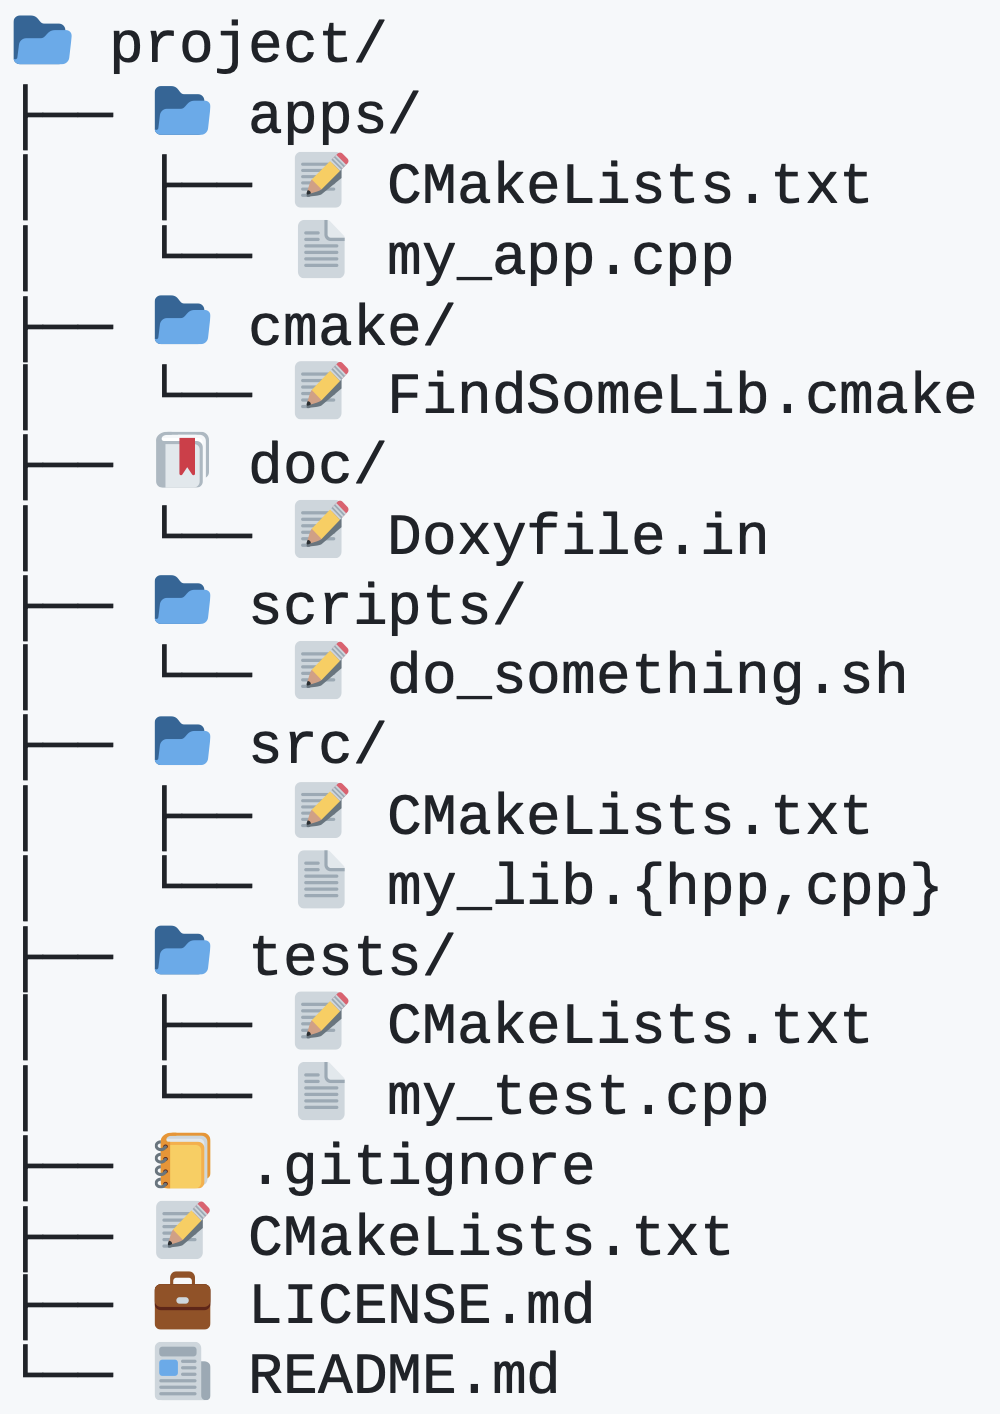 project/
apps/
CMakeLists.txt
my_app.cpp
cmake/
FindSomeLib.cmake
doc/
Doxyfile.in
scripts/
do_something.sh
src/
CMakeLists.txt
my_lib.{hpp,cpp}
tests/
CMakeLists.txt
my_test.cpp
.gitignore
CMakeLists.txt
LICENSE.md
README.md